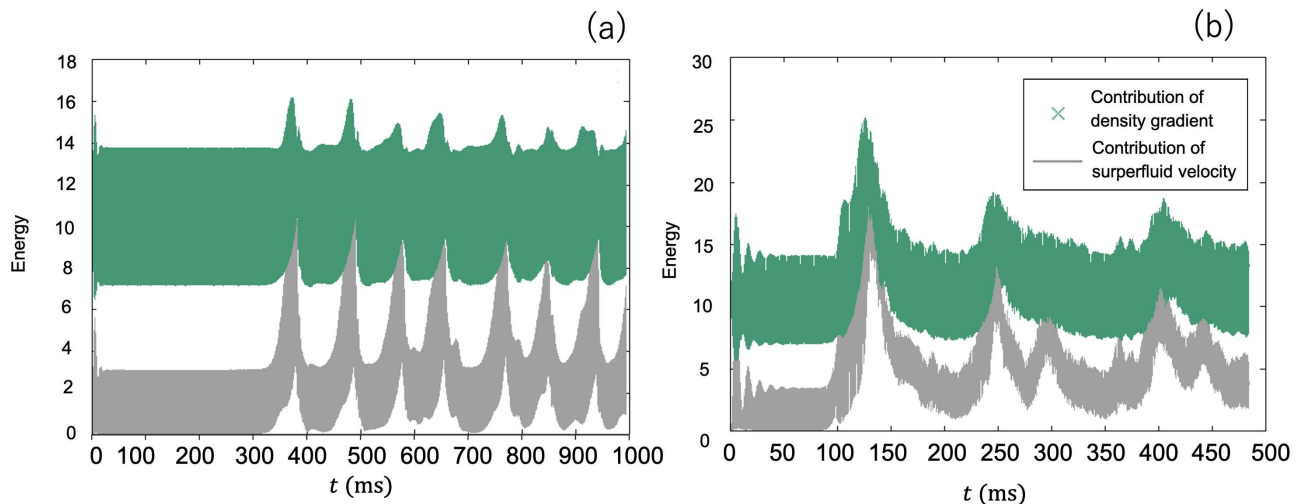 (a)
18
16
14
12
10
8
6
4
2
0
Energy
0 100 200 300 400 500 600 700 800 900 1000
t (ms)
(b)
30
25
20
15
10
5
0
Energy
Contribution of
density gradient
Contribution of
surperfluid velocity
0 50 100 150 200 250 300 350 400 450 500
t (ms)